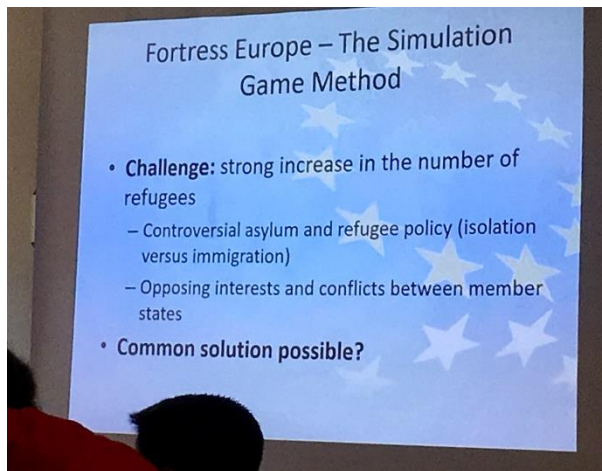 Fortress Europe – The Simulation
Game Method
• Challenge: strong increase in the number of
refugees
– Controversial asylum and refugee policy (isolation
versus immigration)
– Opposing interests and conflicts between member
states
• Common solution possible?